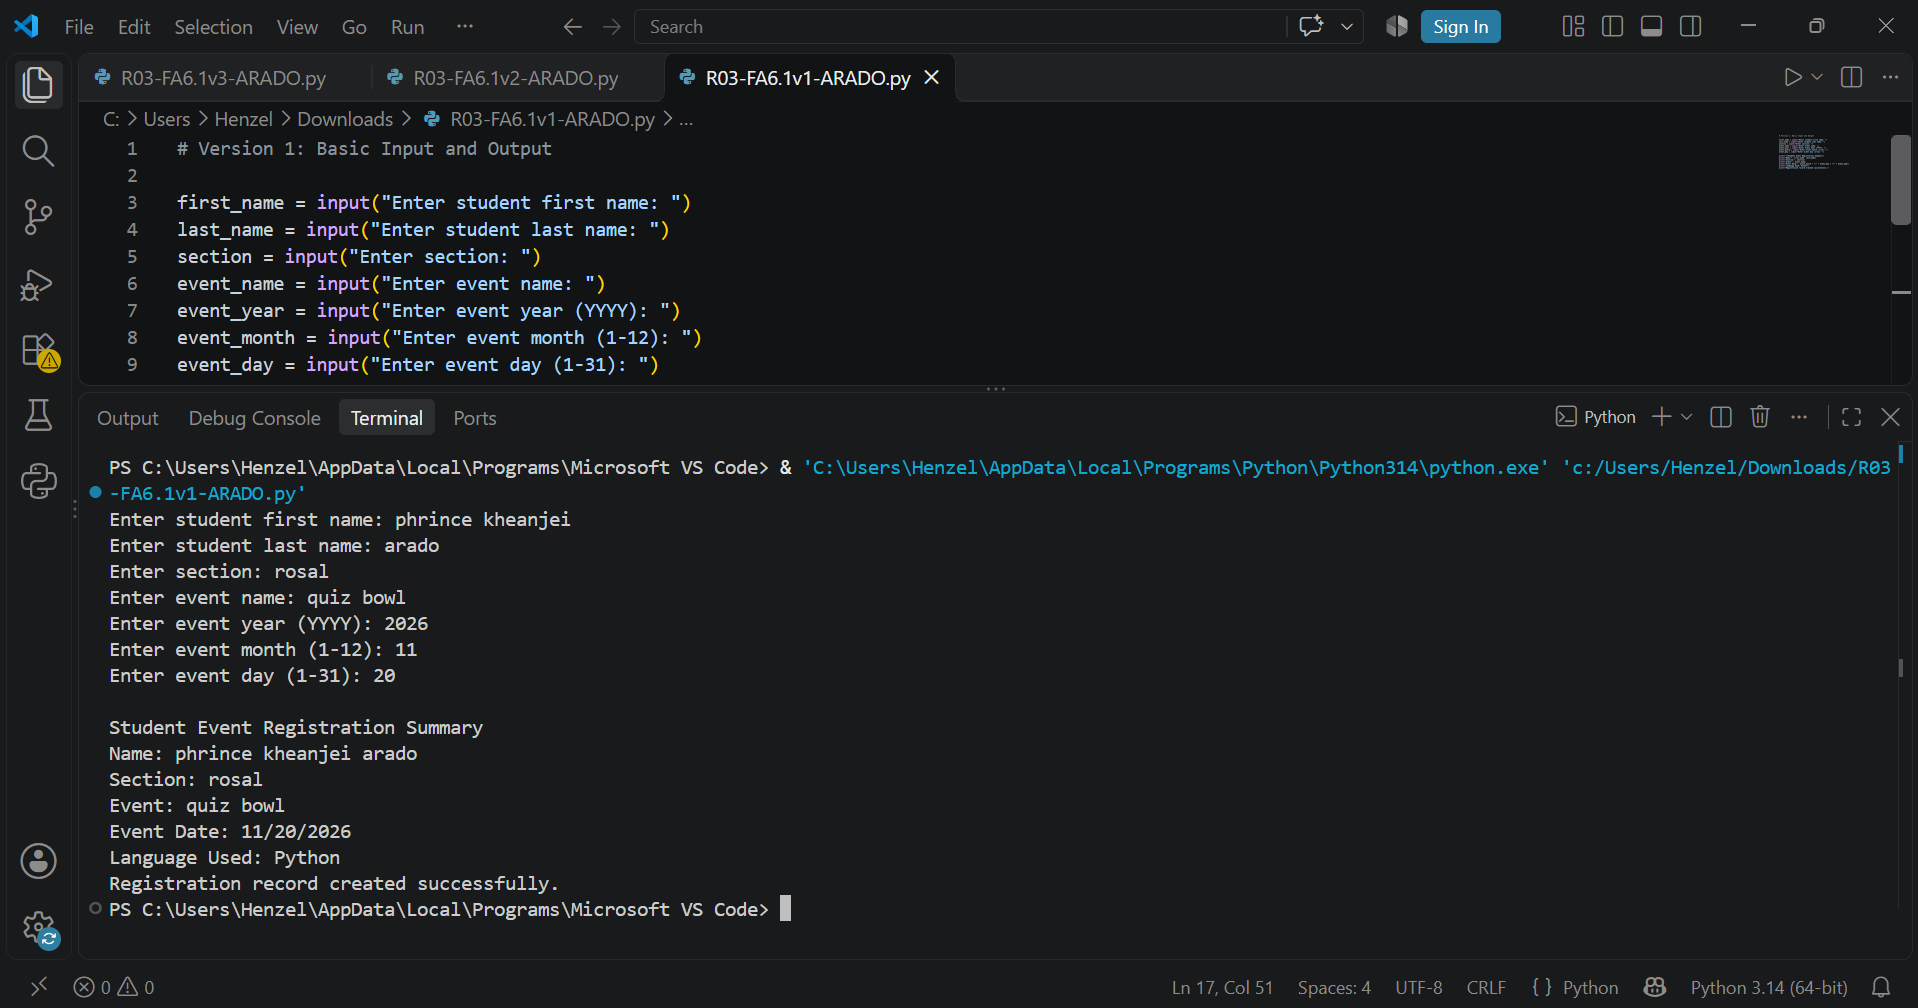 File Edit Selection View Go Run ... Search Sign In
R03-FA6.1v3-ARADO.py R03-FA6.1v2-ARADO.py R03-FA6.1v1-ARADO.py
C: > Users > Henzel > Downloads > R03-FA6.1v1-ARADO.py > ...
1 # Version 1: Basic Input and Output
2
3 first_name = input("Enter student first name: ")
4 last_name = input("Enter student last name: ")
5 section = input("Enter section: ")
6 event_name = input("Enter event name: ")
7 event_year = input("Enter event year (YYYY): ")
8 event_month = input("Enter event month (1-12): ")
9 event_day = input("Enter event day (1-31): ")
Output Debug Console Terminal Ports Python
PS C:\Users\Henzel\AppData\Local\Programs\Microsoft VS Code> & 'C:\Users\Henzel\AppData\Local\Programs\Python\Python314\python.exe' 'c:/Users/Henzel/Downloads/R03
-FA6.1v1-ARADO.py'
Enter student first name: phrince kheanjei
Enter student last name: arado
Enter section: rosal
Enter event name: quiz bowl
Enter event year (YYYY): 2026
Enter event month (1-12): 11
Enter event day (1-31): 20
Student Event Registration Summary
Name: phrince kheanjei arado
Section: rosal
Event: quiz bowl
Event Date: 11/20/2026
Language Used: Python
Registration record created successfully.
PS C:\Users\Henzel\AppData\Local\Programs\Microsoft VS Code>
0 0 Ln 17, Col 51 Spaces: 4 UTF-8 CRLF {} Python Python 3.14 (64-bit)